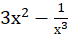 3x² − 1/x³